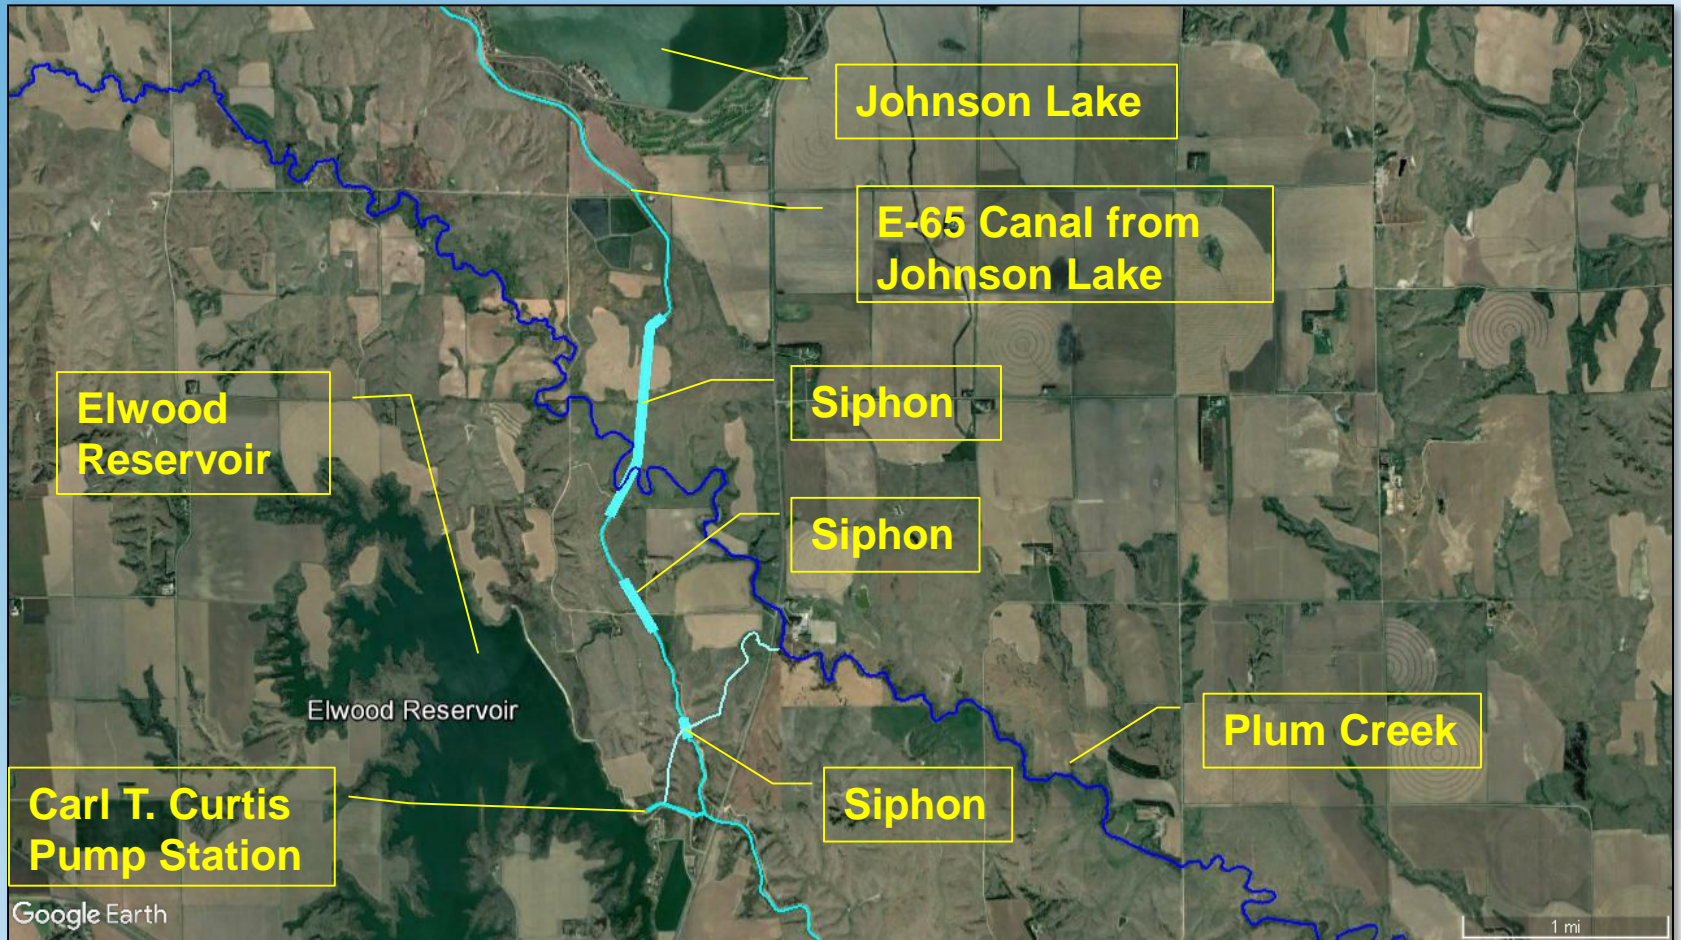 Johnson Lake
E-65 Canal from
Johnson Lake
Siphon
Elwood
Reservoir
Siphon
Elwood Reservoir
Plum Creek
Carl T. Curtis
Pump Station
Siphon
Google Earth
1 mi